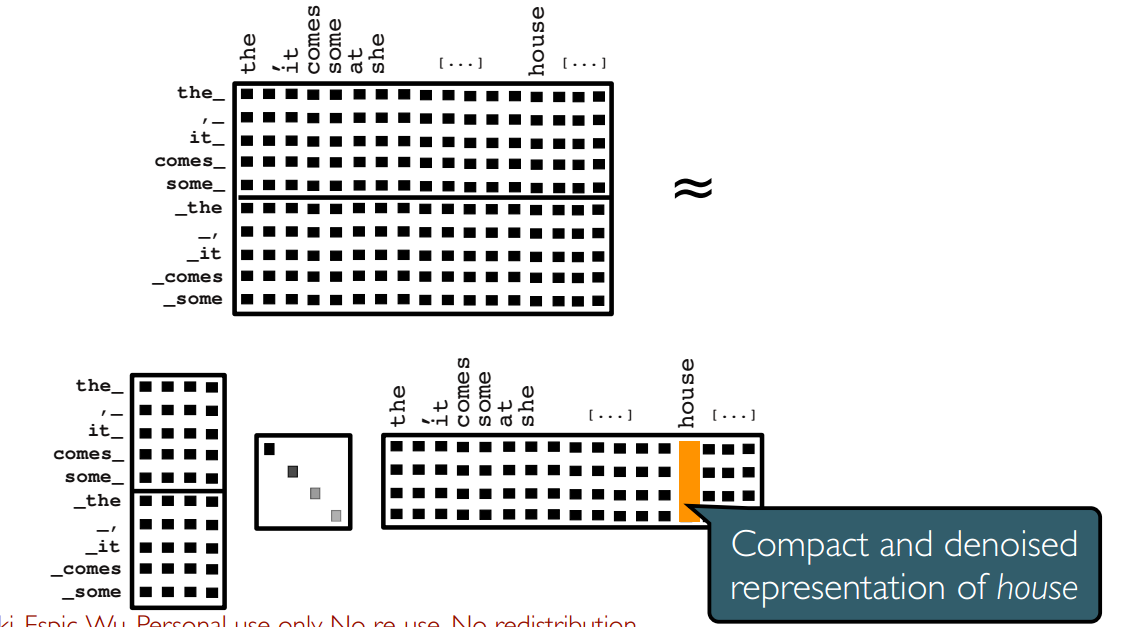 the , it comes some at she [...] house [...]
the_
,_
it_
comes_
some_
_the
_,
_it
_comes
_some
≈
the , it comes some at she [...] house [...]
the_
,_
it_
comes_
some_
_the
_,
_it
_comes
_some
Compact and denoised
representation of house
Espic, Wu. Personal use only. No re-use. No redistribution.